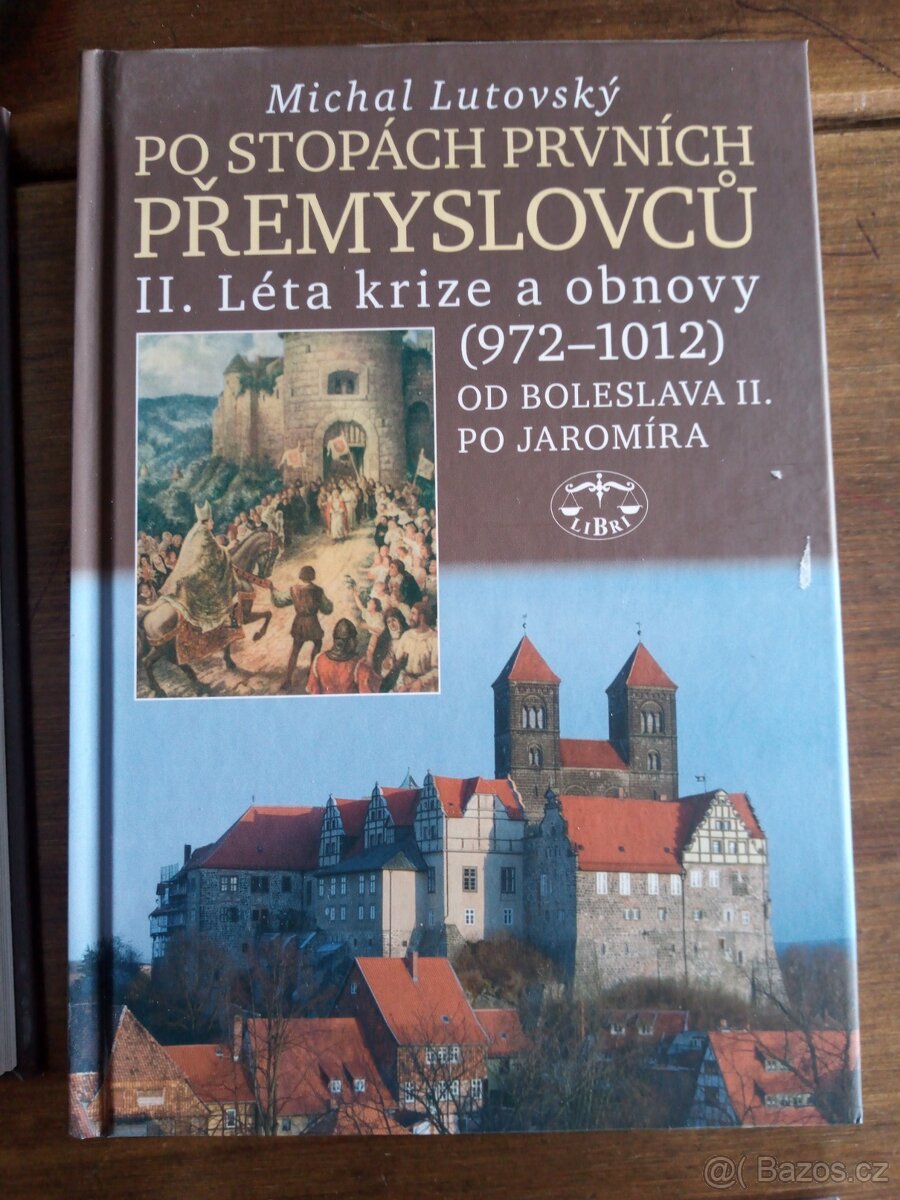 Michal Lutovský
PO STOPÁCH PRVNÍCH
PŘEMYSLOVCŮ
II. Léta krize a obnovy
(972–1012)
OD BOLESLAVA II.
PO JAROMÍRA
LIBRI
@( Bazos.cz